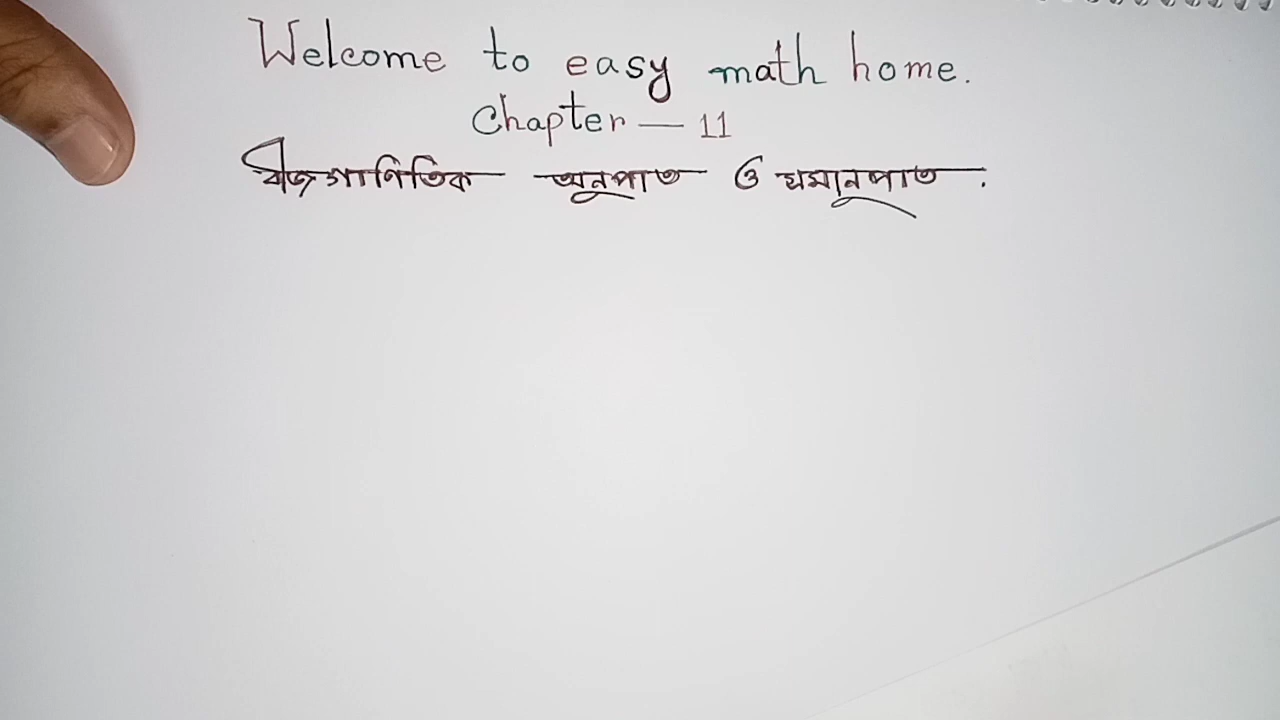 Welcome to easy math home.
Chapter — 11
বীজগাণিতিক অনুপাত ও সমানুপাত.